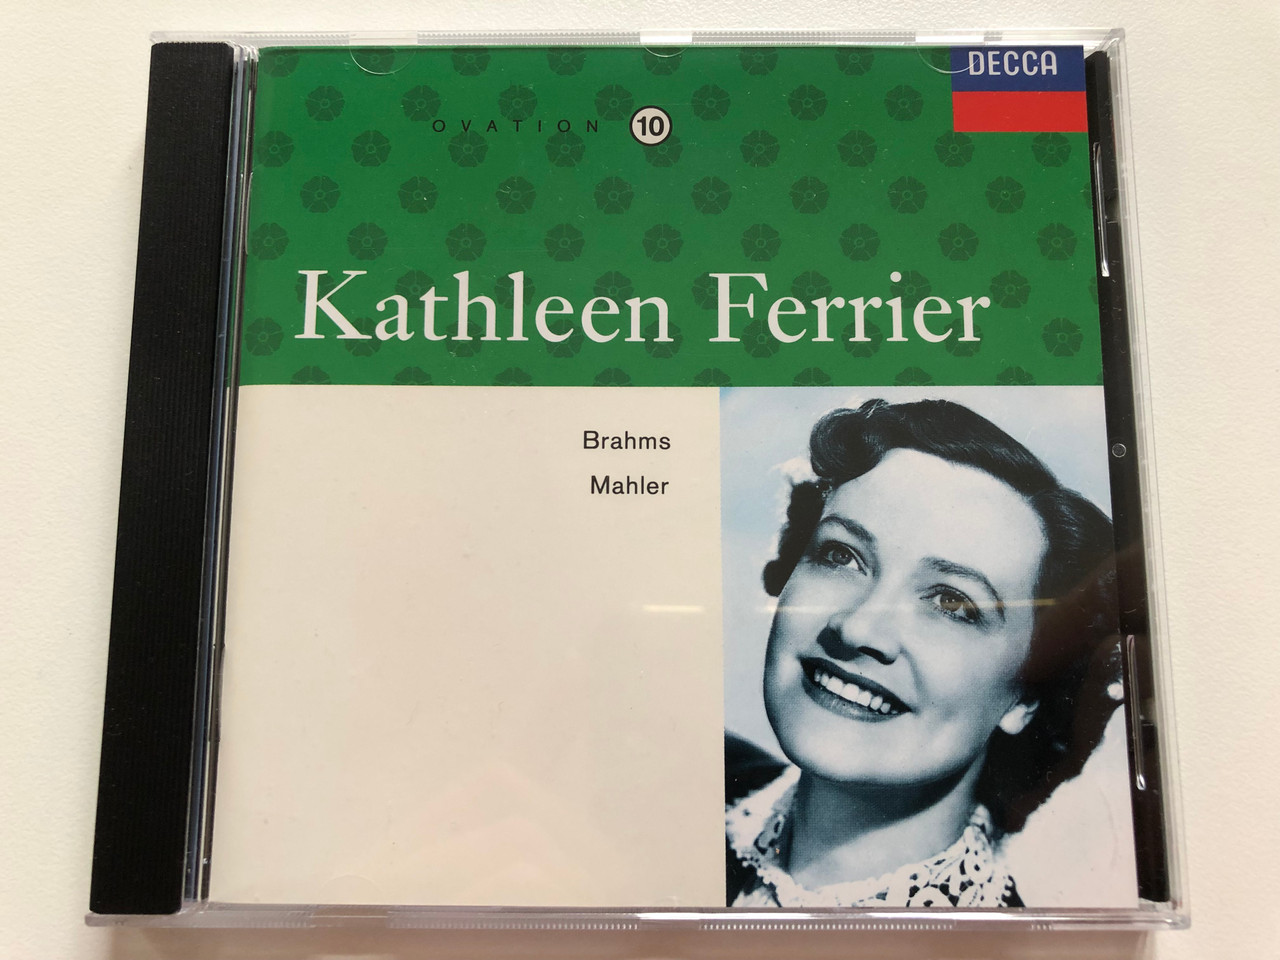 DECCA
OVATION 10
Kathleen Ferrier
Brahms
Mahler